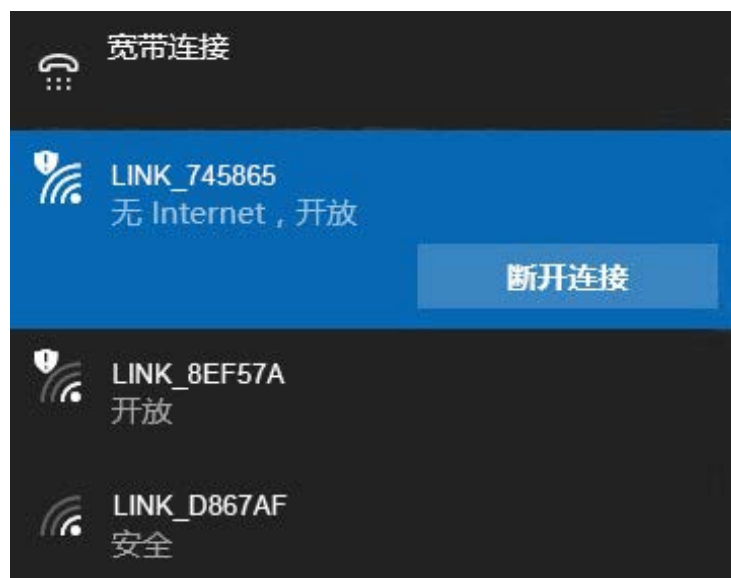 宽带连接
LINK_745865
无 Internet，开放
断开连接
LINK_8EF57A
开放
LINK_D867AF
安全